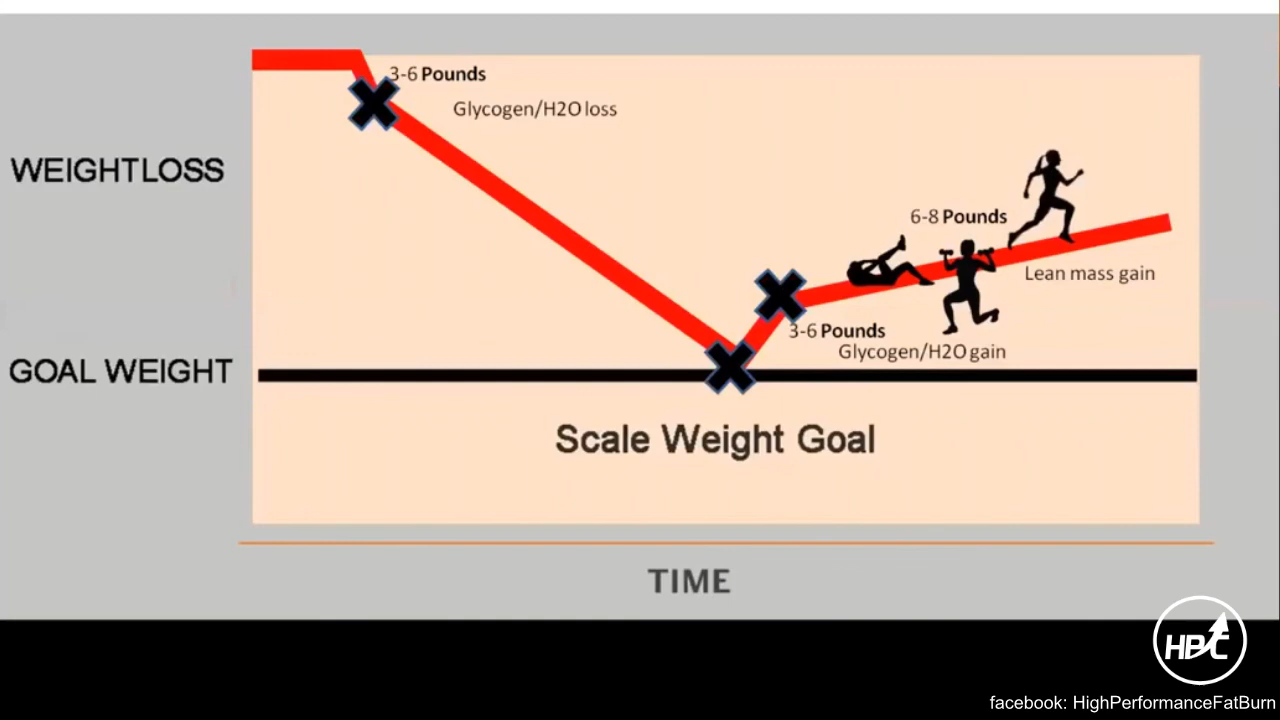 3-6 Pounds
Glycogen/H2O loss
WEIGHTLOSS
6-8 Pounds
Lean mass gain
3-6 Pounds
Glycogen/H2O gain
GOAL WEIGHT
Scale Weight Goal
TIME
HPC
facebook: HighPerformanceFatBurn